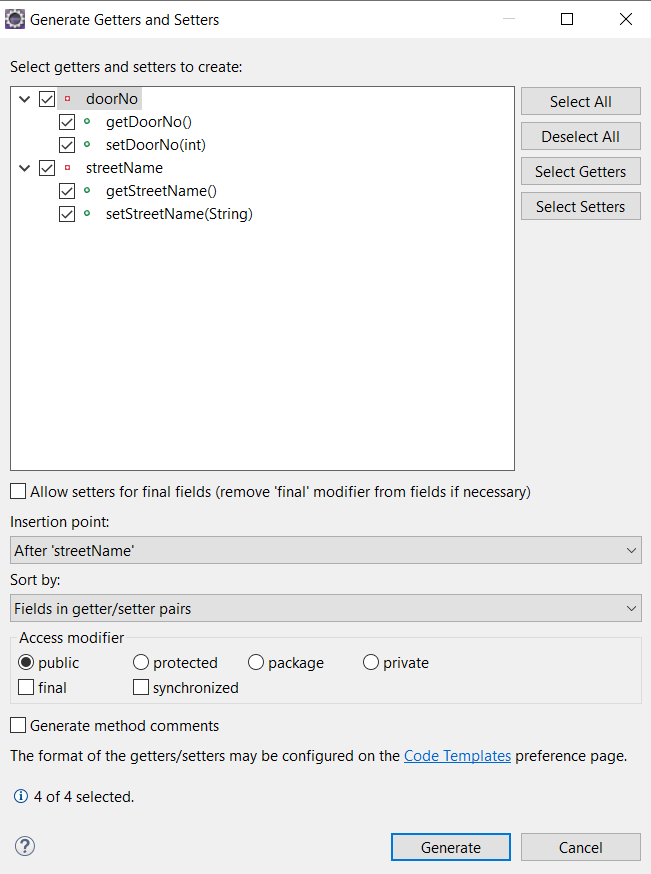 Generate Getters and Setters
Select getters and setters to create:
doorNo
getDoorNo()
setDoorNo(int)
streetName
getStreetName()
setStreetName(String)
Select All
Deselect All
Select Getters
Select Setters
Allow setters for final fields (remove 'final' modifier from fields if necessary)
Insertion point:
After 'streetName'
Sort by:
Fields in getter/setter pairs
Access modifier
public protected package private
final synchronized
Generate method comments
The format of the getters/setters may be configured on the Code Templates preference page.
4 of 4 selected.
Generate Cancel